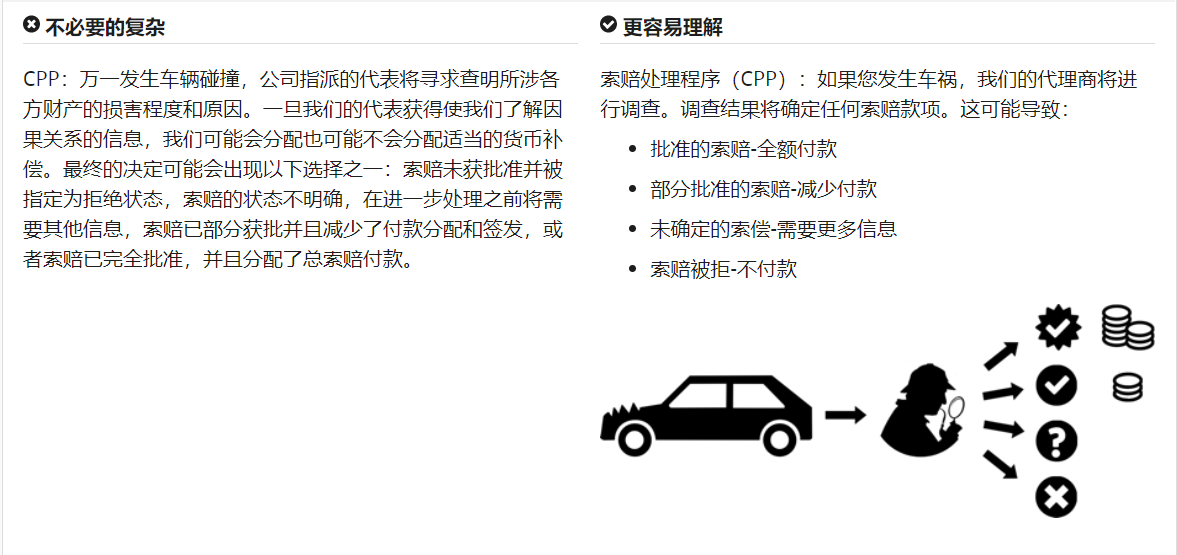 不必要的复杂
CPP：万一发生车辆碰撞，公司指派的代表将寻求查明所涉各
方财产的损害程度和原因。一旦我们的代表获得使我们了解因
果关系的信息，我们可能会分配也可能不会分配适当的货币补
偿。最终的决定可能会出现以下选择之一：索赔未获批准并被
指定为拒绝状态，索赔的状态不明确，在进一步处理之前将需
要其他信息，索赔已部分获批并且减少了付款分配和签发，或
者索赔已完全批准，并且分配了总索赔付款。
更容易理解
索赔处理程序（CPP）：如果您发生车祸，我们的代理商将进
行调查。调查结果将确定任何索赔款项。这可能导致：
批准的索赔-全额付款
部分批准的索赔-减少付款
未确定的索偿-需要更多信息
索赔被拒-不付款